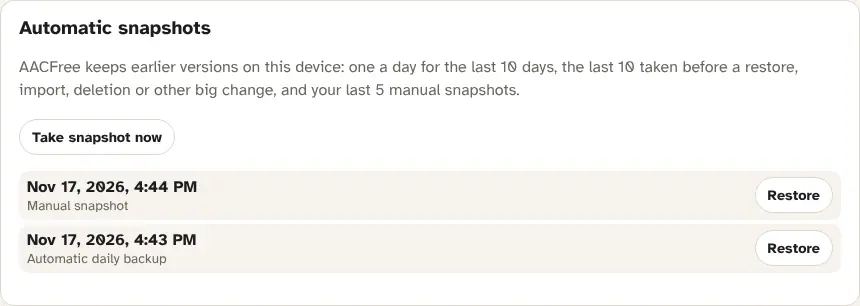 Automatic snapshots
AACFree keeps earlier versions on this device: one a day for the last 10 days, the last 10 taken before a restore,
import, deletion or other big change, and your last 5 manual snapshots.
Take snapshot now
Nov 17, 2026, 4:44 PM
Manual snapshot
Restore
Nov 17, 2026, 4:43 PM
Automatic daily backup
Restore